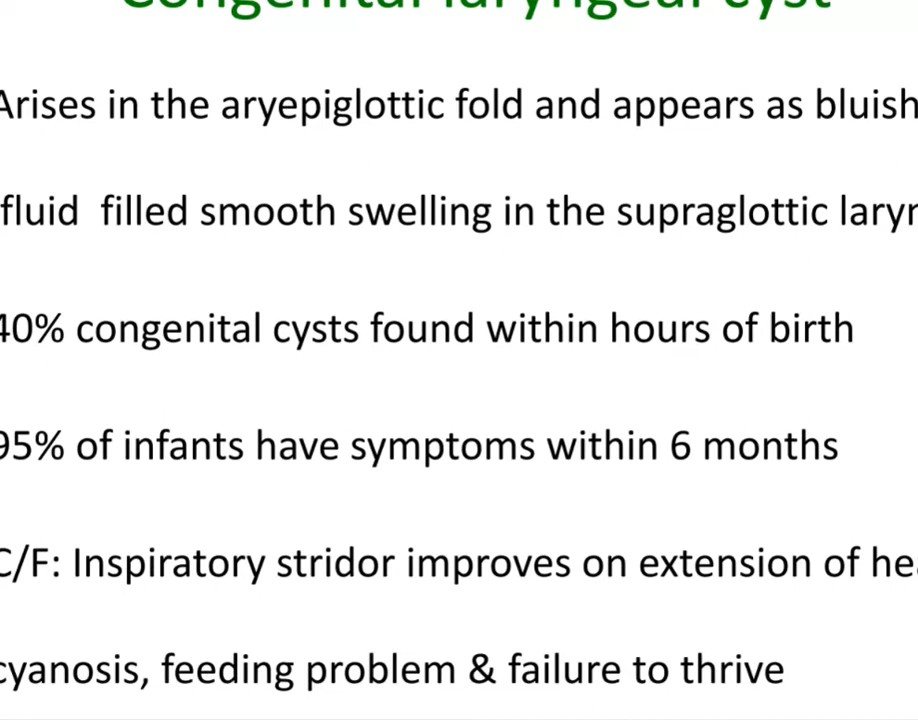 Congenital laryngeal cyst
Arises in the aryepiglottic fold and appears as bluish
fluid filled smooth swelling in the supraglottic laryn
40% congenital cysts found within hours of birth
95% of infants have symptoms within 6 months
C/F: Inspiratory stridor improves on extension of hea
cyanosis, feeding problem & failure to thrive